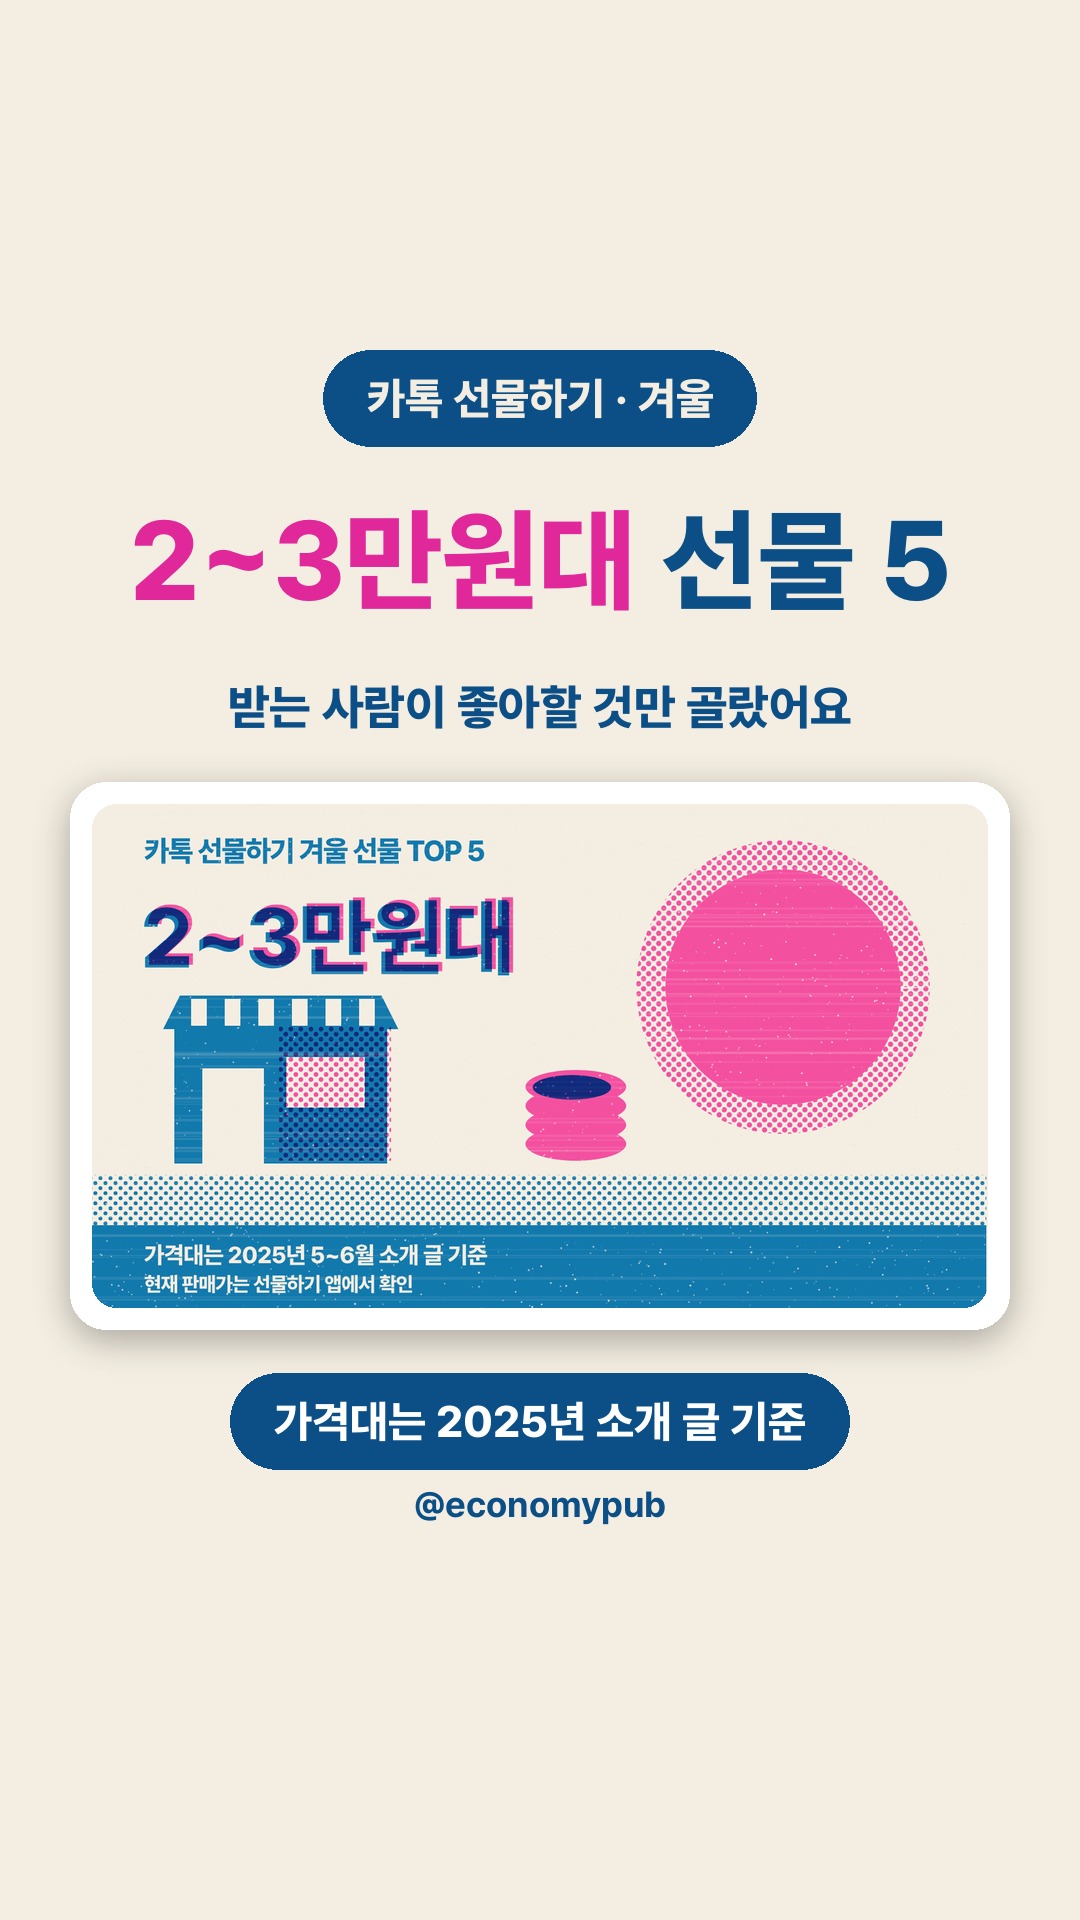 카톡 선물하기 · 겨울
2~3만원대 선물 5
받는 사람이 좋아할 것만 골랐어요
카톡 선물하기 겨울 선물 TOP 5
2~3만원대
가격대는 2025년 5~6월 소개 글 기준
현재 판매가는 선물하기 앱에서 확인
가격대는 2025년 소개 글 기준
@economypub